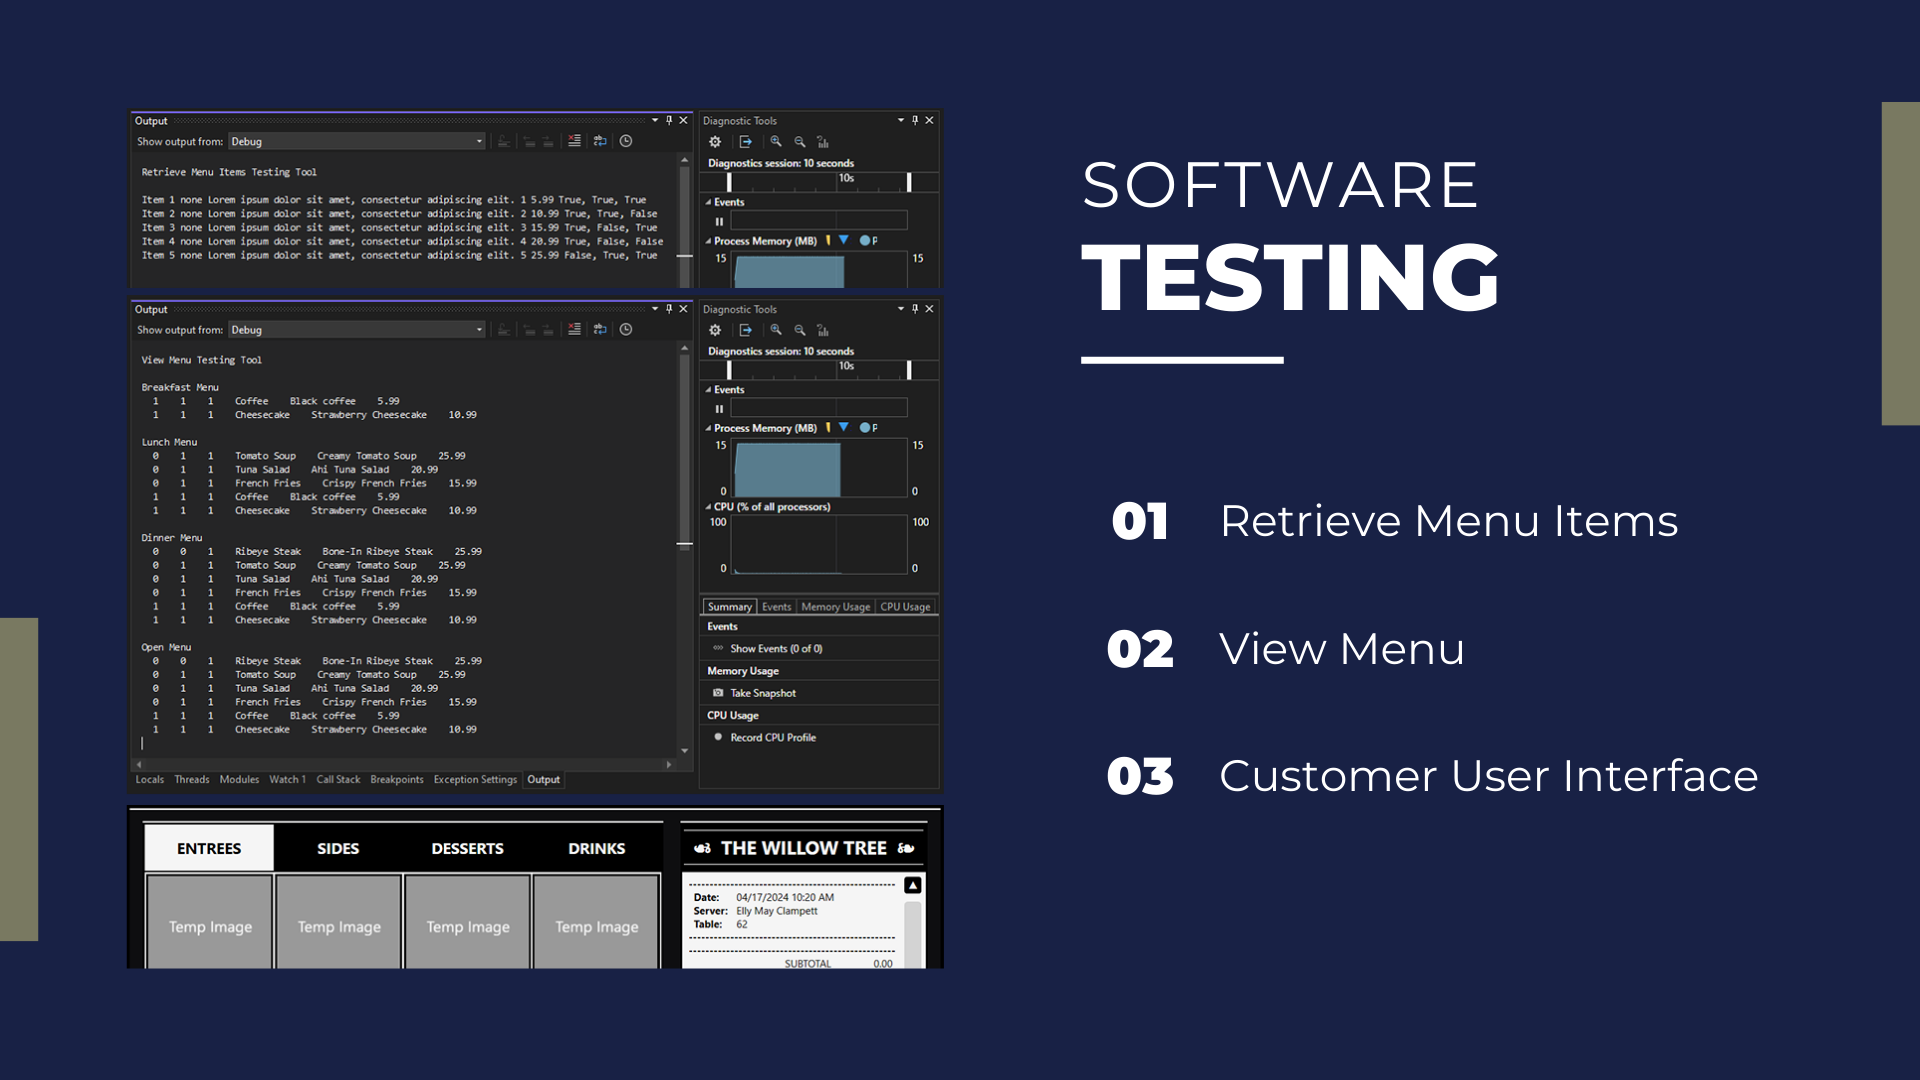 Output
Show output from: Debug
Retrieve Menu Items Testing Tool
Item 1 none Lorem ipsum dolor sit amet, consectetur adipiscing elit. 1 5.99 True, True, True
Item 2 none Lorem ipsum dolor sit amet, consectetur adipiscing elit. 2 10.99 True, True, False
Item 3 none Lorem ipsum dolor sit amet, consectetur adipiscing elit. 3 15.99 True, False, True
Item 4 none Lorem ipsum dolor sit amet, consectetur adipiscing elit. 4 20.99 True, False, False
Item 5 none Lorem ipsum dolor sit amet, consectetur adipiscing elit. 5 25.99 False, True, True
Diagnostic Tools
Diagnostics session: 10 seconds
10s
Events
Process Memory (MB) P
15 15
Output
Show output from: Debug
View Menu Testing Tool
Breakfast Menu
1 1 1 Coffee Black coffee 5.99
1 1 1 Cheesecake Strawberry Cheesecake 10.99
Lunch Menu
0 1 1 Tomato Soup Creamy Tomato Soup 25.99
0 1 1 Tuna Salad Ahi Tuna Salad 20.99
0 1 1 French Fries Crispy French Fries 15.99
1 1 1 Coffee Black coffee 5.99
1 1 1 Cheesecake Strawberry Cheesecake 10.99
Dinner Menu
0 0 1 Ribeye Steak Bone-In Ribeye Steak 25.99
0 1 1 Tomato Soup Creamy Tomato Soup 25.99
0 1 1 Tuna Salad Ahi Tuna Salad 20.99
0 1 1 French Fries Crispy French Fries 15.99
1 1 1 Coffee Black coffee 5.99
1 1 1 Cheesecake Strawberry Cheesecake 10.99
Open Menu
0 0 1 Ribeye Steak Bone-In Ribeye Steak 25.99
0 1 1 Tomato Soup Creamy Tomato Soup 25.99
0 1 1 Tuna Salad Ahi Tuna Salad 20.99
0 1 1 French Fries Crispy French Fries 15.99
1 1 1 Coffee Black coffee 5.99
1 1 1 Cheesecake Strawberry Cheesecake 10.99
Locals Threads Modules Watch 1 Call Stack Breakpoints Exception Settings Output
Diagnostic Tools
Diagnostics session: 10 seconds
10s
Events
Process Memory (MB) P
15 15
0 0
CPU (% of all processors)
100 100
0 0
Summary Events Memory Usage CPU Usage
Events
Show Events (0 of 0)
Memory Usage
Take Snapshot
CPU Usage
Record CPU Profile
ENTREES SIDES DESSERTS DRINKS
Temp Image Temp Image Temp Image Temp Image
THE WILLOW TREE
Date: 04/17/2024 10:20 AM
Server: Elly May Clampett
Table: 62
SUBTOTAL 0.00
SOFTWARE
TESTING
01 Retrieve Menu Items
02 View Menu
03 Customer User Interface